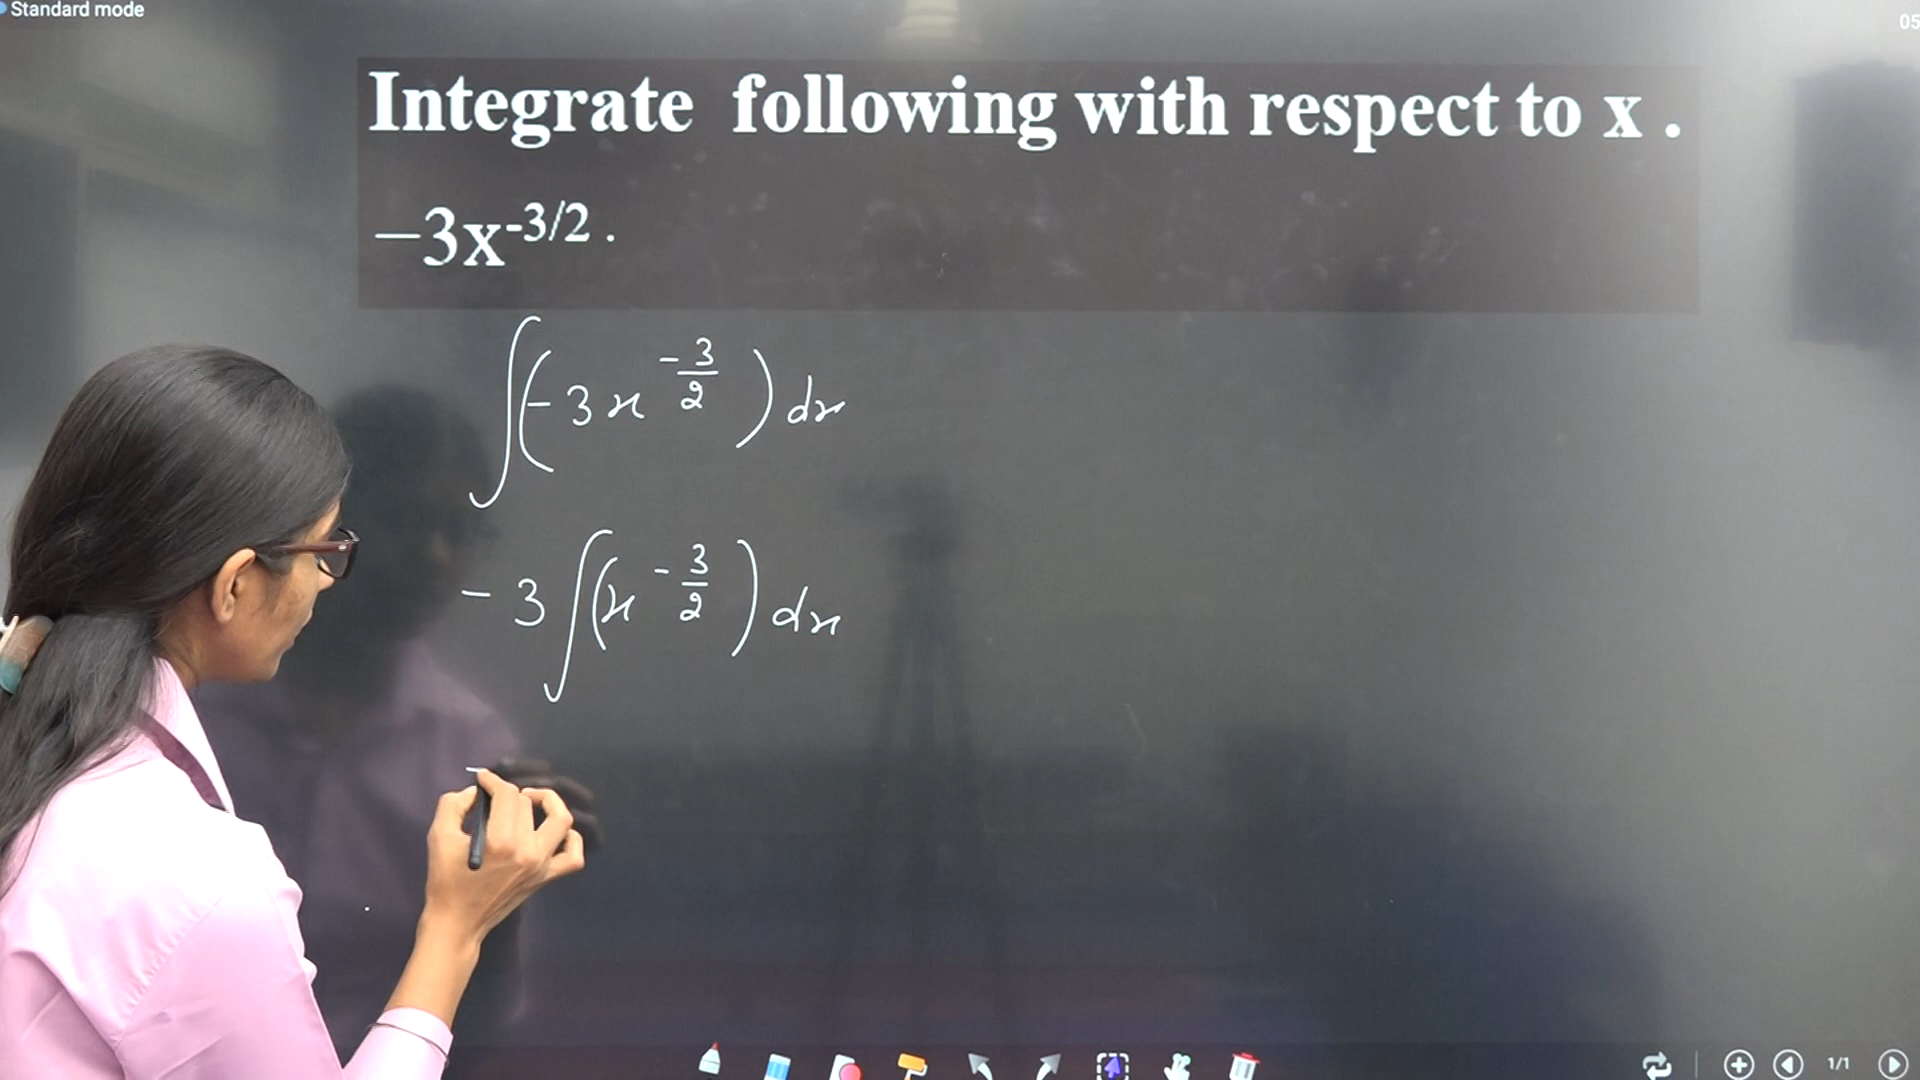 Standard mode
05
Integrate following with respect to x .
−3x⁻³/² .
∫(-3x^-3/2) dx
-3∫(x^-3/2) dx
1/1